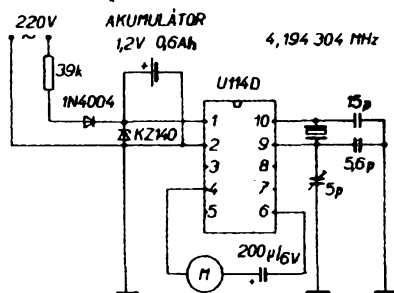 220V
~
AKUMULÁTOR
1,2V 0,6Ah
4,194 304 MHz
39k
1N4004
U114D
KZ140
1
2
3
4
5
10
9
8
7
6
15p
5,6p
5p
200µ/6V
M
+
+